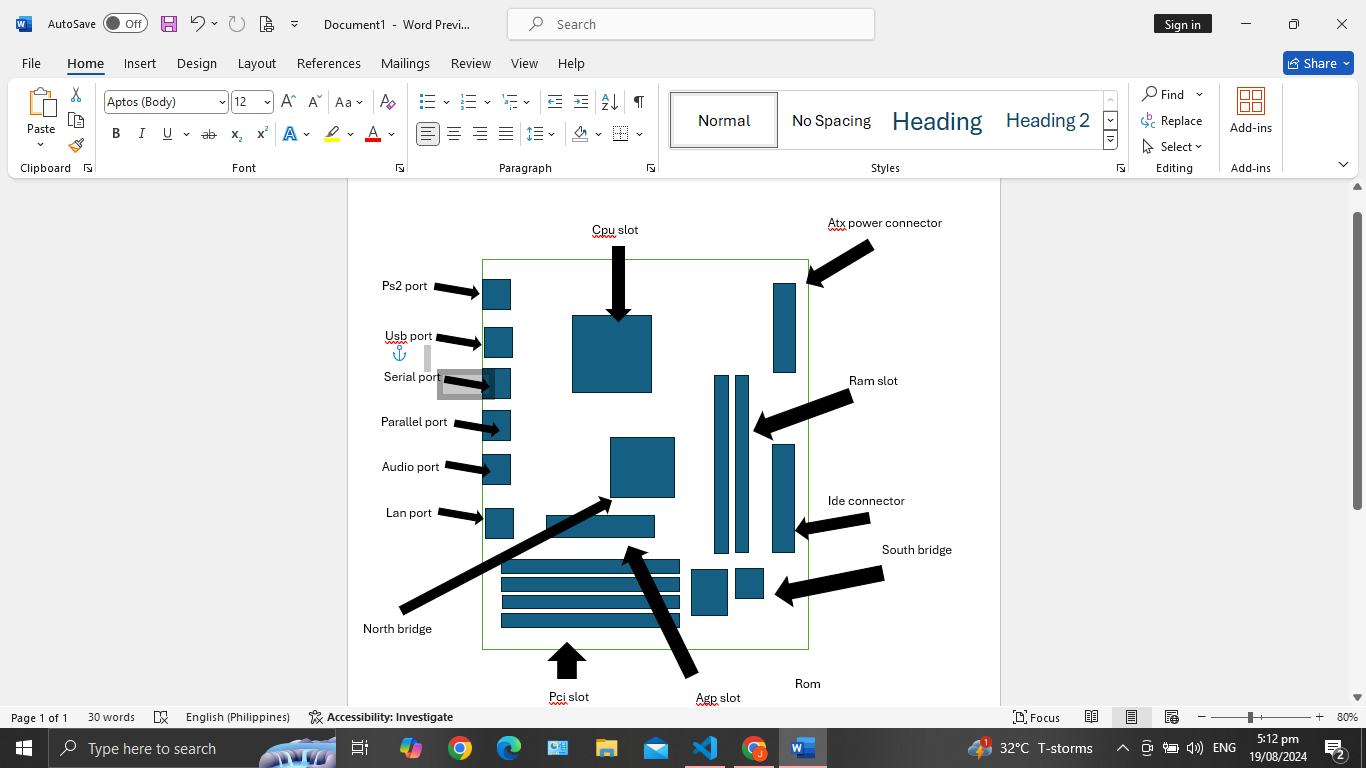 AutoSave Off Document1 - Word Previ... Search Sign in
File Home Insert Design Layout References Mailings Review View Help Share
Paste
Aptos (Body) 12
Normal
No Spacing
Heading
Heading 2
Find
Replace
Select
Add-ins
Clipboard Font Paragraph Styles Editing Add-ins
Cpu slot
Atx power connector
Ps2 port
Usb port
Serial port
Ram slot
Parallel port
Audio port
Ide connector
Lan port
South bridge
North bridge
Rom
Pci slot
Agp slot
Page 1 of 1 30 words English (Philippines) Accessibility: Investigate Focus 80%
Type here to search
32°C T-storms
ENG
5:12 pm
19/08/2024
2